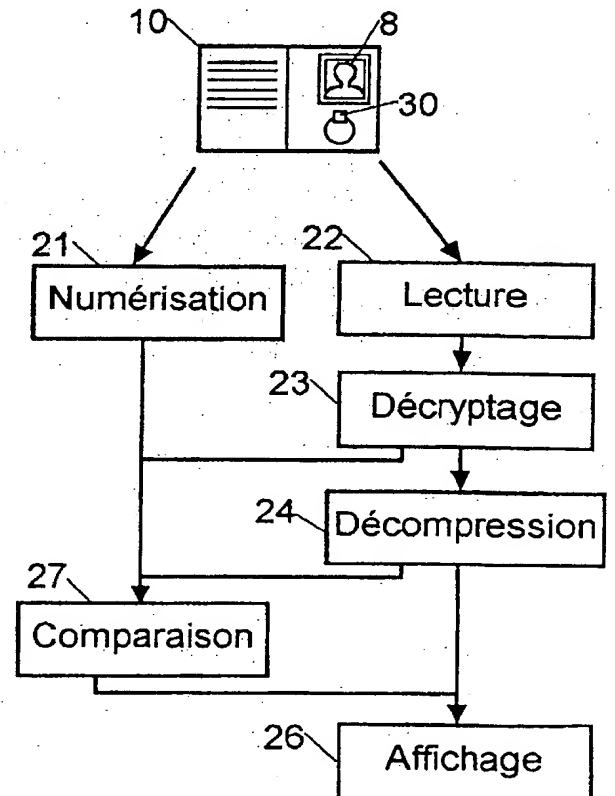 10
8
30
21
Numérisation
22
Lecture
23
Décryptage
24
Décompression
27
Comparaison
26
Affichage